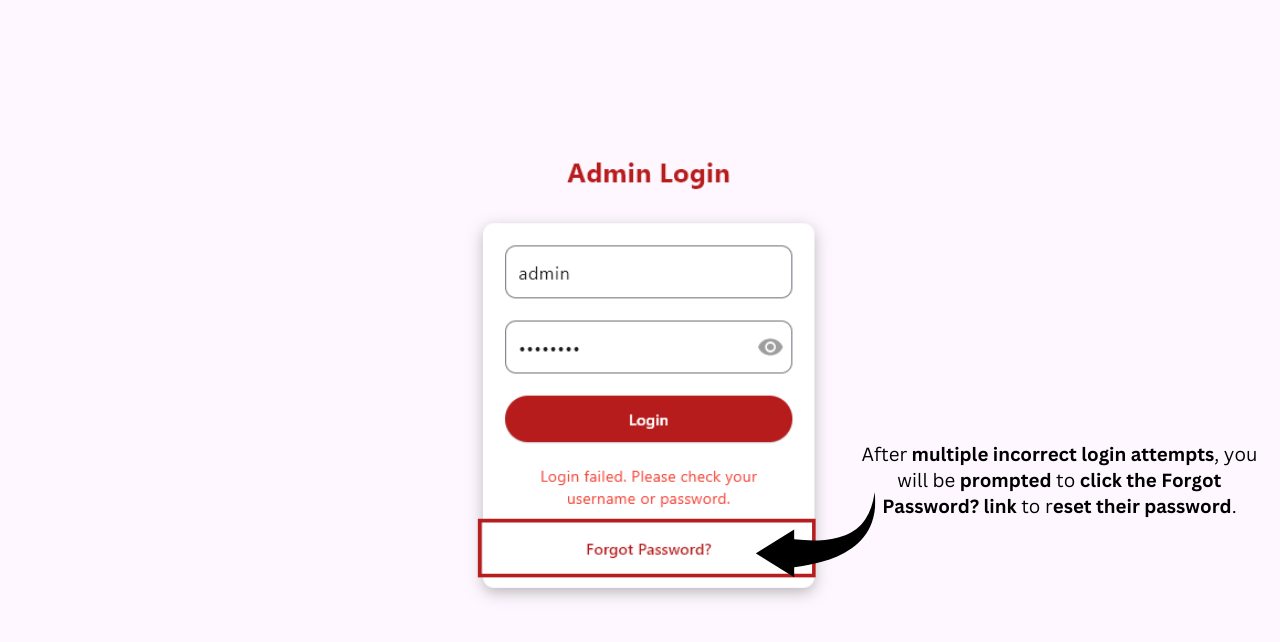 Admin Login
admin
••••••••
Login
Login failed. Please check your
username or password.
Forgot Password?
After multiple incorrect login attempts, you
will be prompted to click the Forgot
Password? link to reset their password.